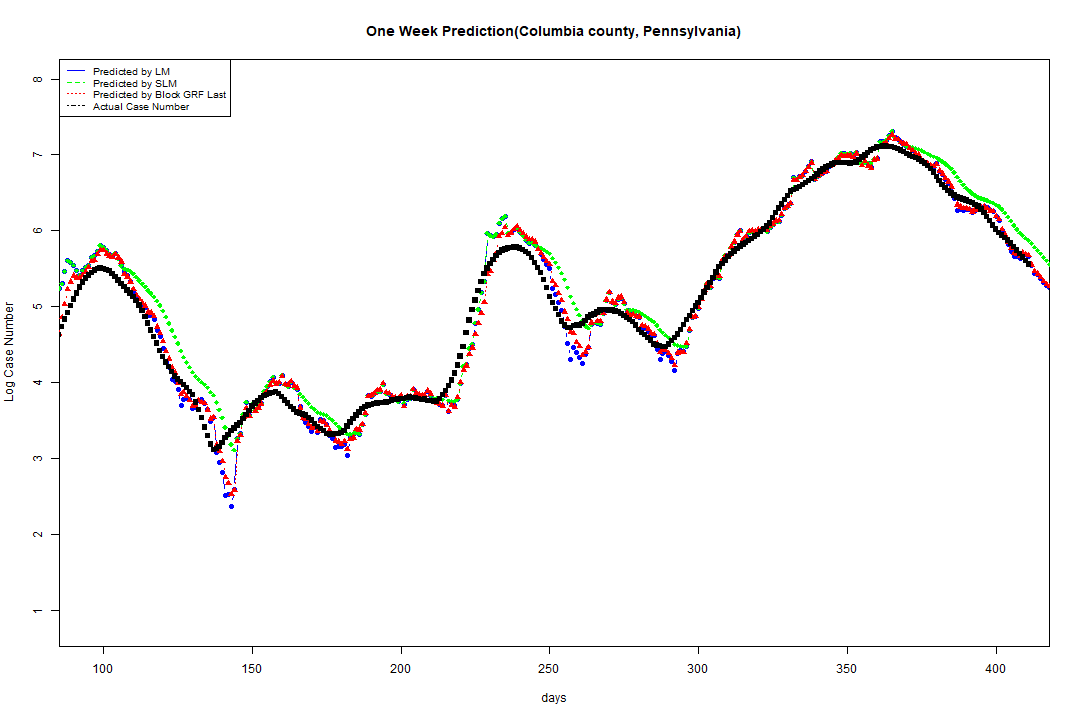 One Week Prediction(Columbia county, Pennsylvania)
Predicted by LM
Predicted by SLM
Predicted by Block GRF Last
Actual Case Number
8
7
6
5
4
3
2
1
Log Case Number
100 150 200 250 300 350 400
days